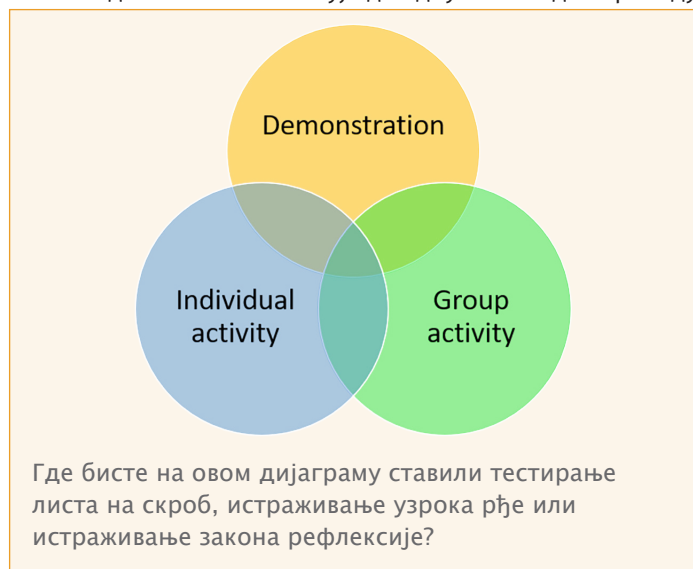 Demonstration
Individual
activity
Group
activity
Где бисте на овом дијаграму ставили тестирање
листа на скроб, истраживање узрока рђе или
истраживање закона рефлексије?